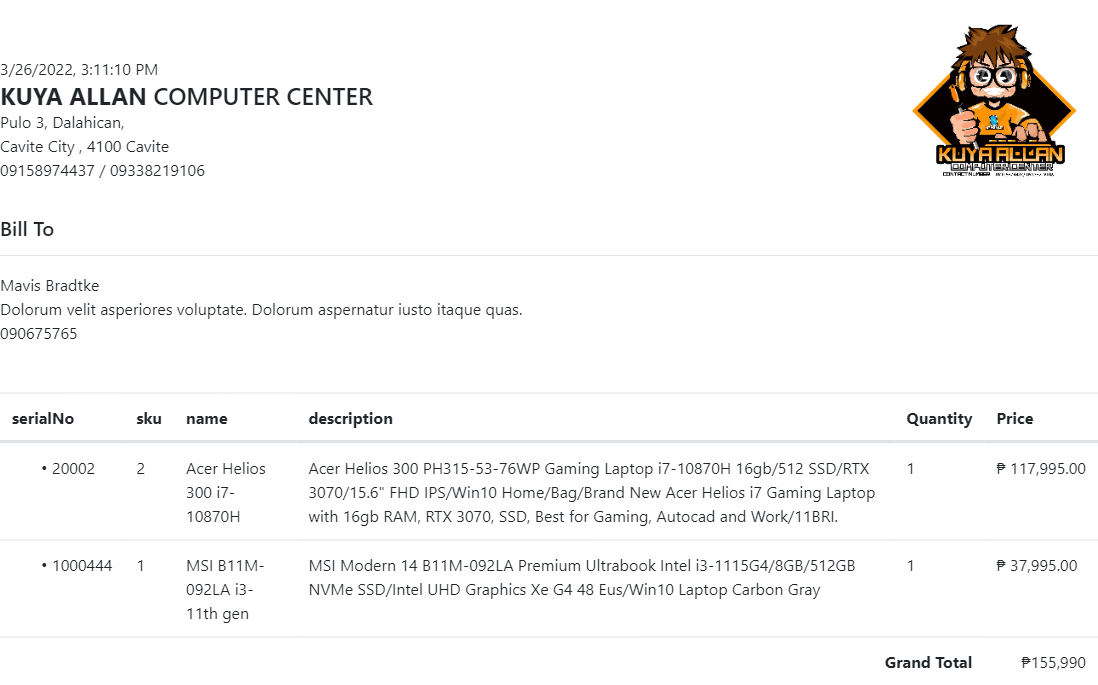 3/26/2022, 3:11:10 PM
KUYA ALLAN COMPUTER CENTER
Pulo 3, Dalahican,
Cavite City , 4100 Cavite
09158974437 / 09338219106
KUYA ALLAN
COMPUTER CENTER
CONTACT NUMBER
Bill To
Mavis Bradtke
Dolorum velit asperiores voluptate. Dolorum aspernatur iusto itaque quas.
090675765
serialNo sku name description Quantity Price
• 20002 2 Acer Helios Acer Helios 300 PH315-53-76WP Gaming Laptop i7-10870H 16gb/512 SSD/RTX 1 ₱ 117,995.00
300 i7- 3070/15.6" FHD IPS/Win10 Home/Bag/Brand New Acer Helios i7 Gaming Laptop
10870H with 16gb RAM, RTX 3070, SSD, Best for Gaming, Autocad and Work/11BRI.
• 1000444 1 MSI B11M- MSI Modern 14 B11M-092LA Premium Ultrabook Intel i3-1115G4/8GB/512GB 1 ₱ 37,995.00
092LA i3- NVMe SSD/Intel UHD Graphics Xe G4 48 Eus/Win10 Laptop Carbon Gray
11th gen
Grand Total ₱155,990